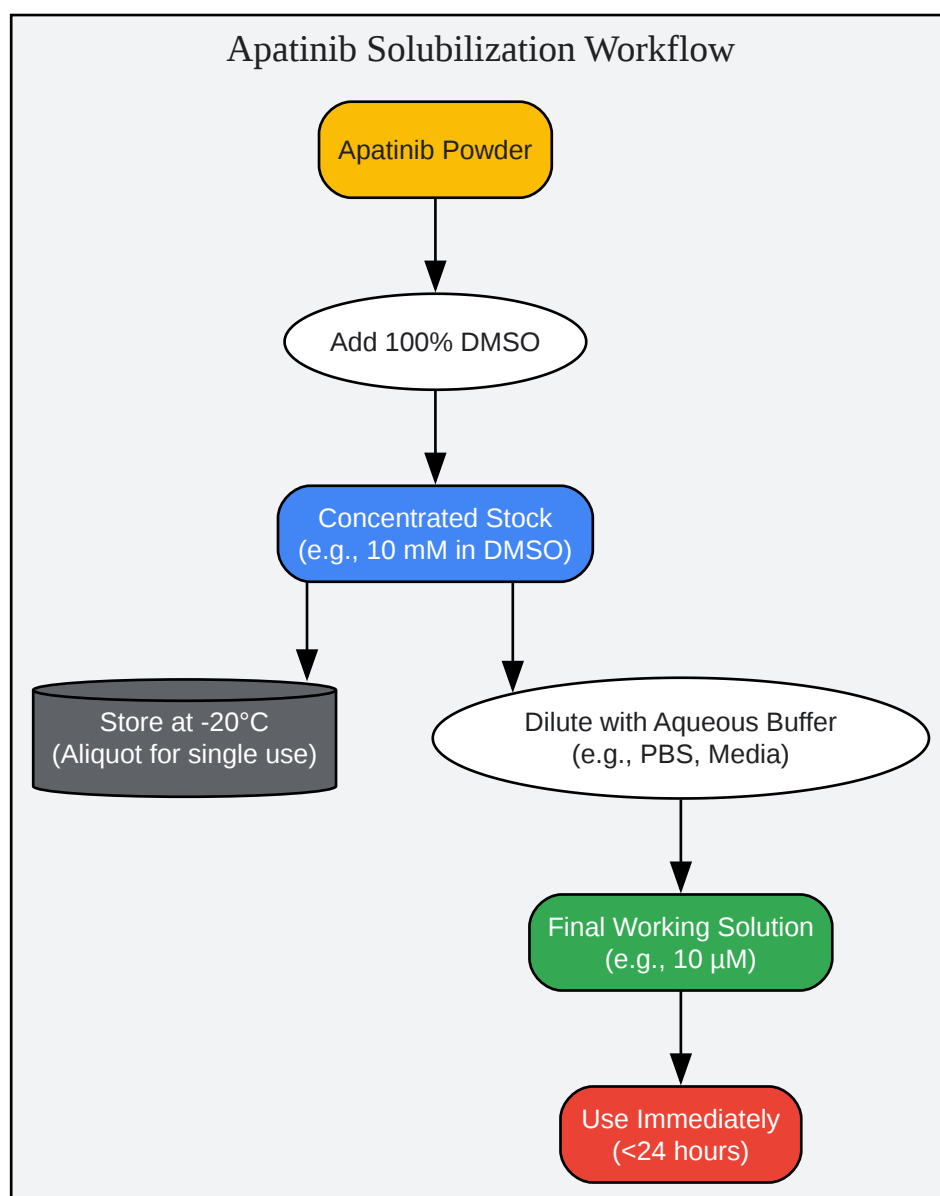 Apatinib Solubilization Workflow
Apatinib Powder
Add 100% DMSO
Concentrated Stock
(e.g., 10 mM in DMSO)
Store at -20°C
(Aliquot for single use)
Dilute with Aqueous Buffer
(e.g., PBS, Media)
Final Working Solution
(e.g., 10 µM)
Use Immediately
(<24 hours)